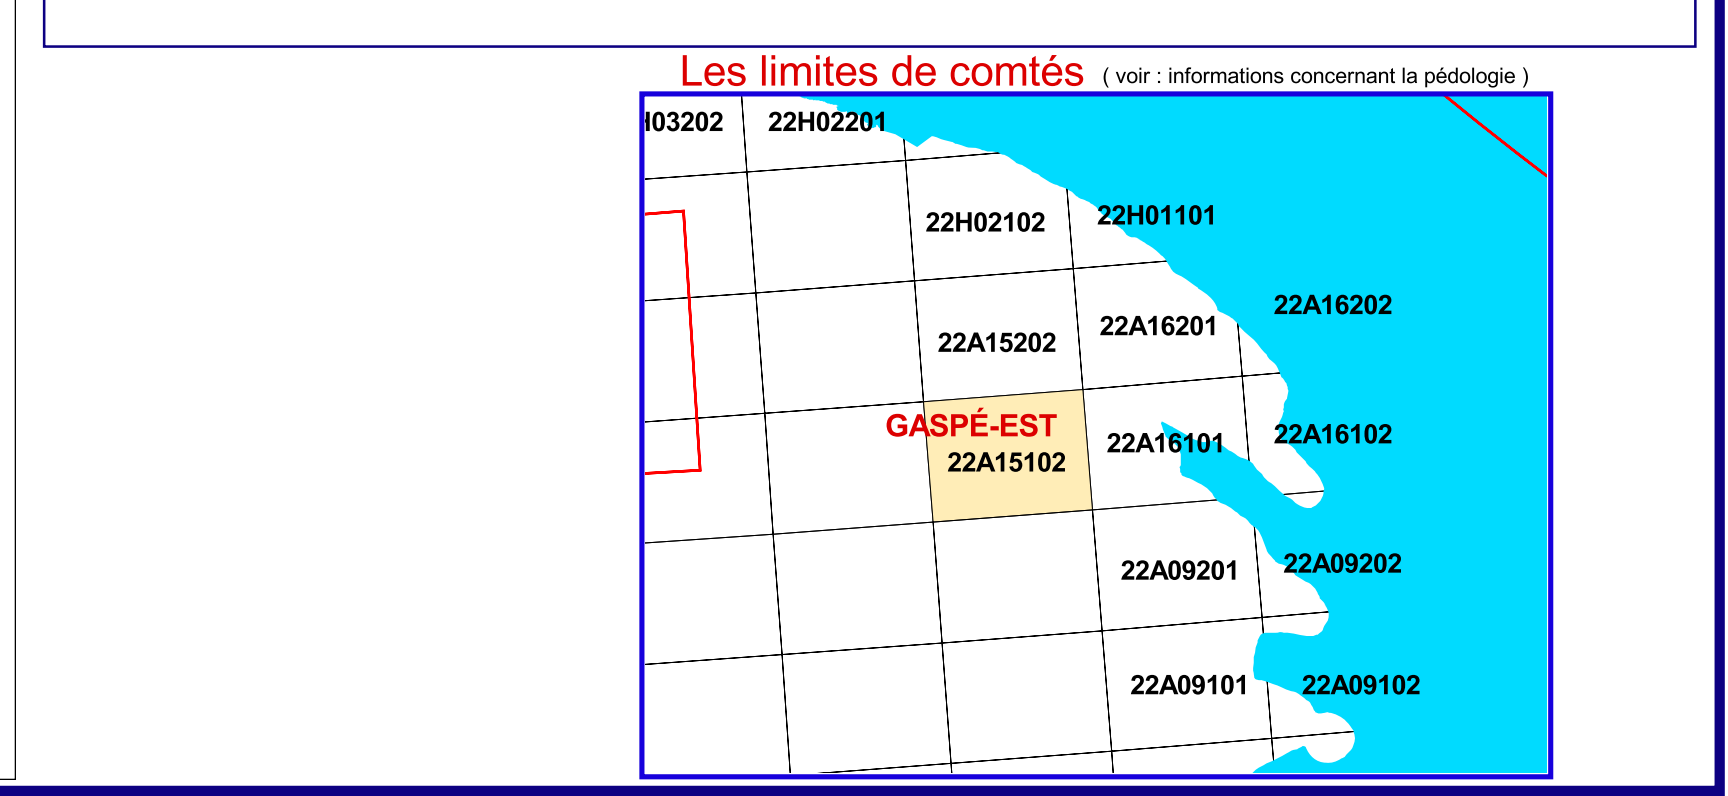 Les limites de comtés ( voir : informations concernant la pédologie )
H03202 22H02201
22H02102 22H01101
22A16202
22A15202 22A16201
GASPÉ-EST
22A15102 22A16101 22A16102
22A09201 22A09202
22A09101 22A09102